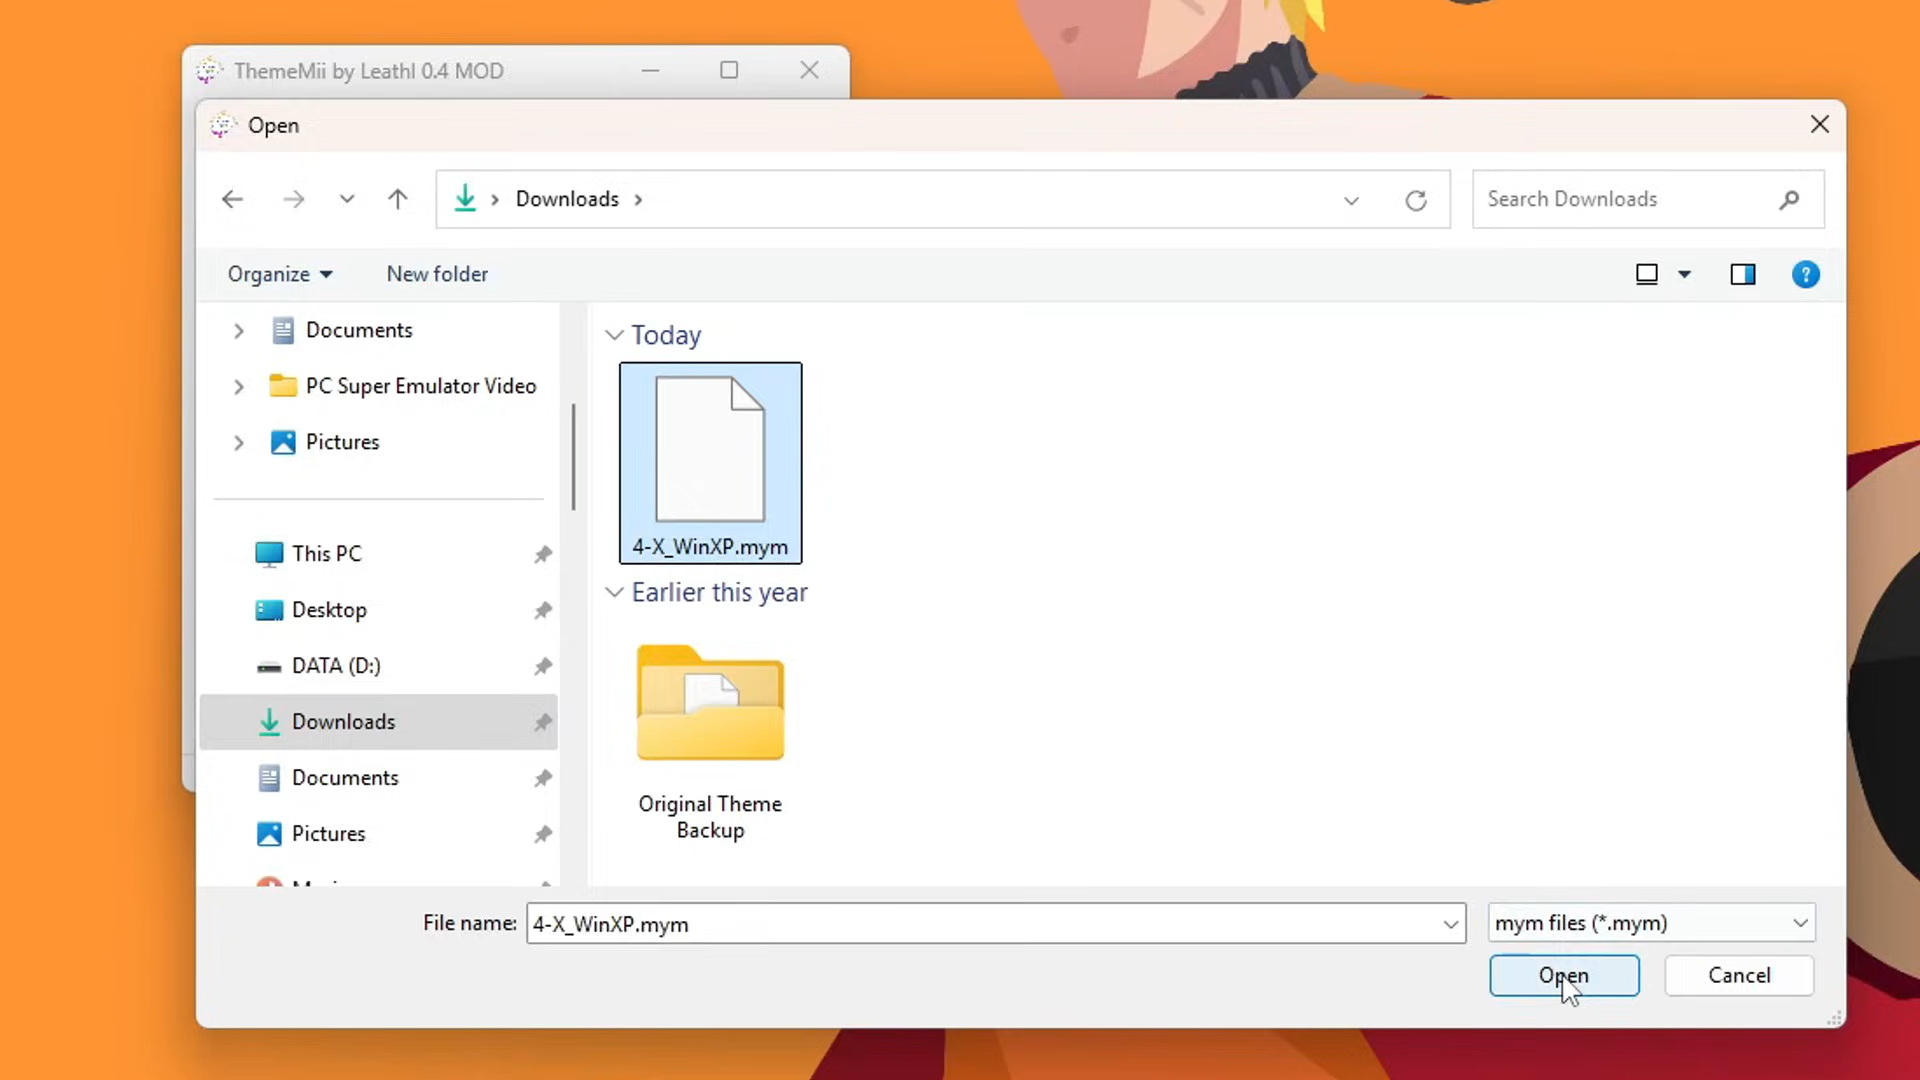 ThemeMii by Leathl 0.4 MOD
Open
Downloads
Search Downloads
Organize
New folder
?
Documents
PC Super Emulator Video
Pictures
This PC
Desktop
DATA (D:)
Downloads
Documents
Pictures
Today
4-X_WinXP.mym
Earlier this year
Original Theme
Backup
File name:
4-X_WinXP.mym
mym files (*.mym)
Open
Cancel